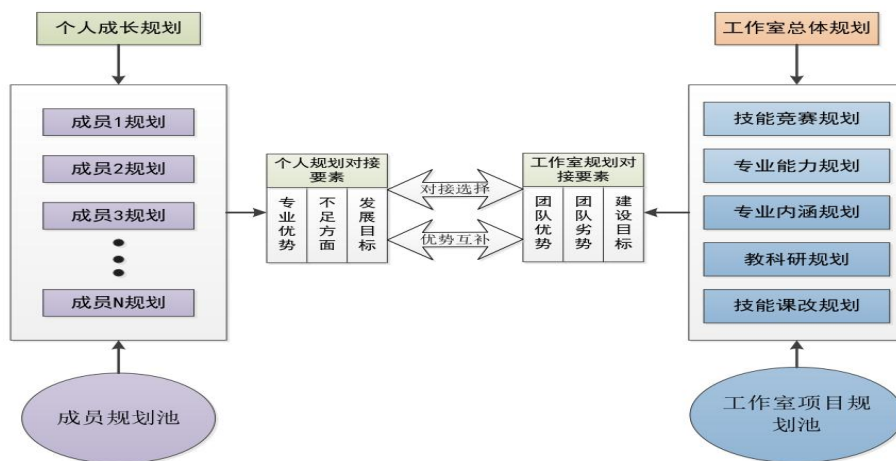 个人成长规划
成员1规划
成员2规划
成员3规划
成员N规划
成员规划池
个人规划对接
要素
专业优势
不足方面
发展目标
对接选择
优势互补
工作室规划对
接要素
团队优势
团队劣势
建设目标
工作室总体规划
技能竞赛规划
专业能力规划
专业内涵规划
教科研规划
技能课改规划
工作室项目规
划池